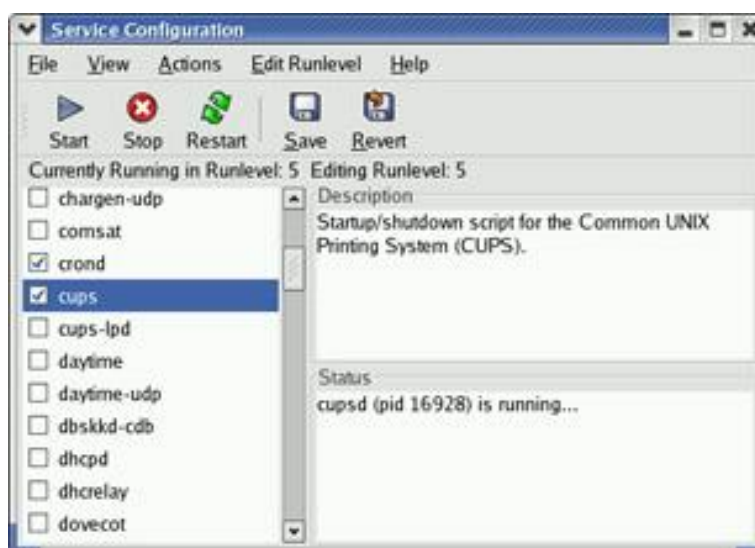 Service Configuration
File View Actions Edit Runlevel Help
Start Stop Restart Save Revert
Currently Running in Runlevel: 5 Editing Runlevel: 5
chargen-udp
comsat
crond
cups
cups-lpd
daytime
daytime-udp
dbskkd-cdb
dhcpd
dhcrelay
dovecot
Description
Startup/shutdown script for the Common UNIX
Printing System (CUPS).
Status
cupsd (pid 16928) is running...